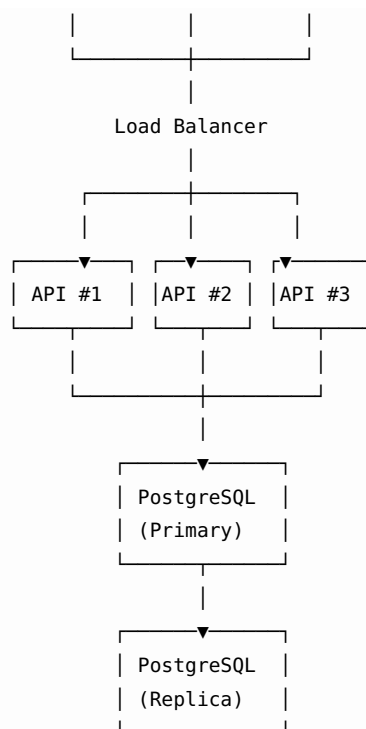 Load Balancer
API #1 API #2 API #3
PostgreSQL
(Primary)
PostgreSQL
(Replica)